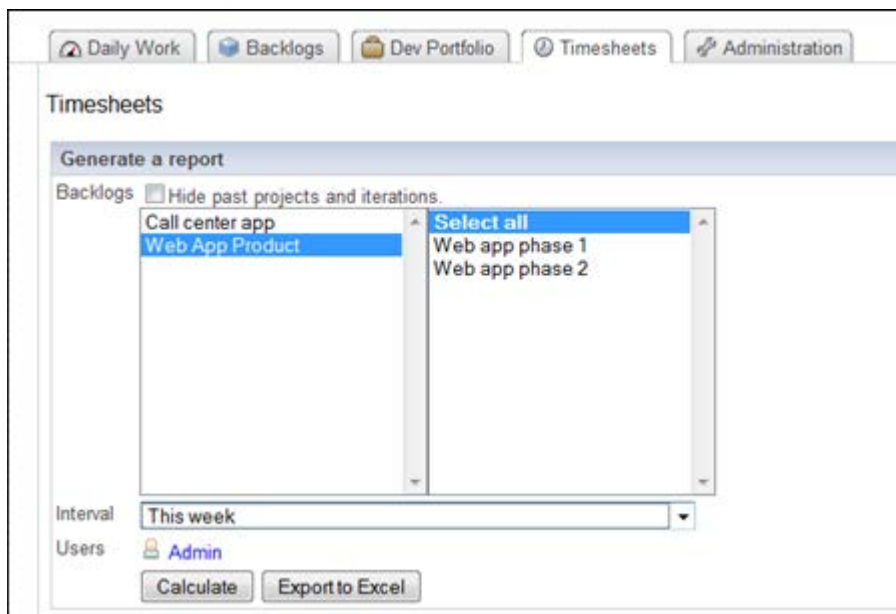 Daily Work Backlogs Dev Portfolio Timesheets Administration
Timesheets
Generate a report
Backlogs Hide past projects and iterations.
Call center app Select all
Web App Product Web app phase 1
Web app phase 2
Interval This week
Users Admin
Calculate Export to Excel